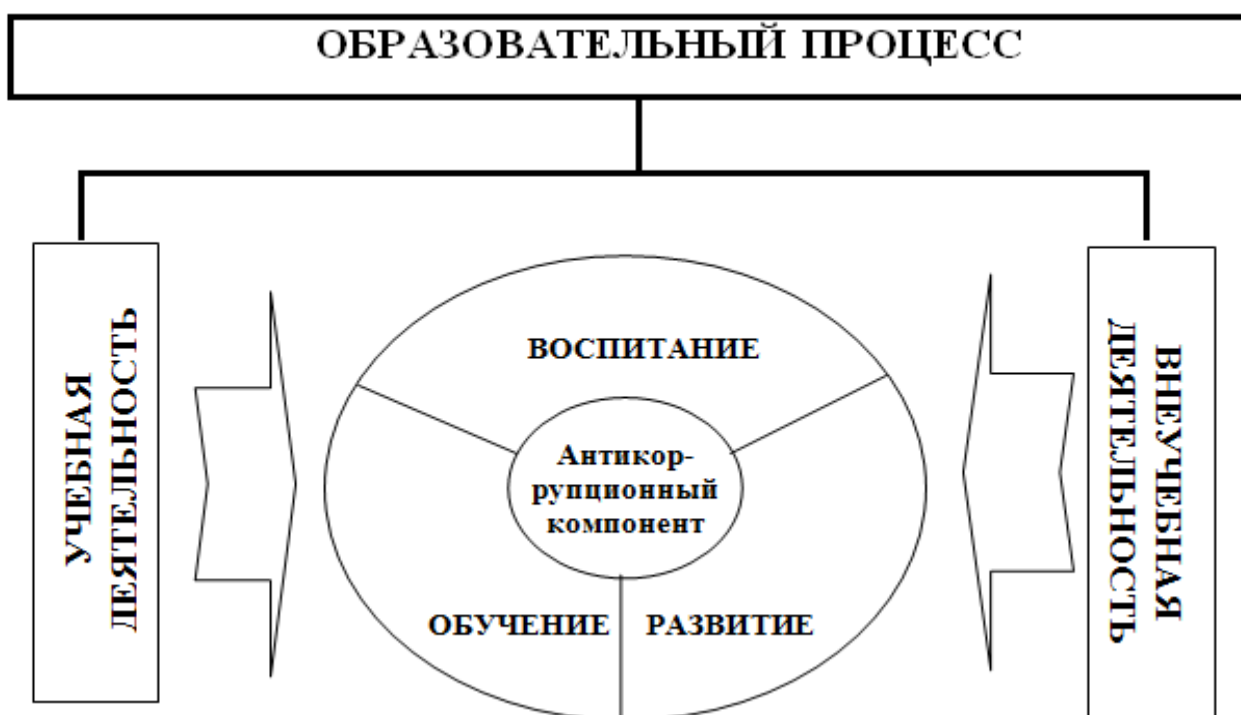 ОБРАЗОВАТЕЛЬНЫЙ ПРОЦЕСС
УЧЕБНАЯ
ДЕЯТЕЛЬНОСТЬ
ВОСПИТАНИЕ
Антикор-
рупционный
компонент
ОБУЧЕНИЕ
РАЗВИТИЕ
ВНЕУЧЕБНАЯ
ДЕЯТЕЛЬНОСТЬ